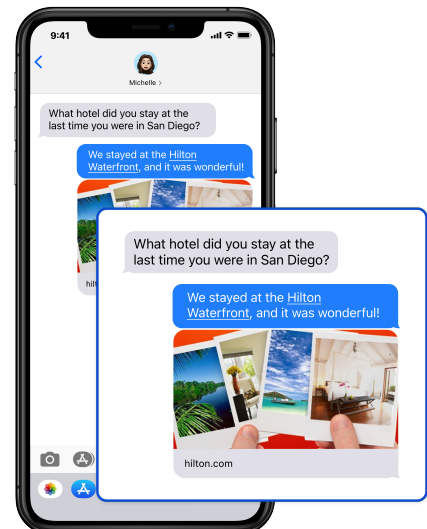 9:41
Michelle >
What hotel did you stay at the
last time you were in San Diego?
We stayed at the Hilton
Waterfront, and it was wonderful!
hilt
What hotel did you stay at the
last time you were in San Diego?
We stayed at the Hilton
Waterfront, and it was wonderful!
hilton.com